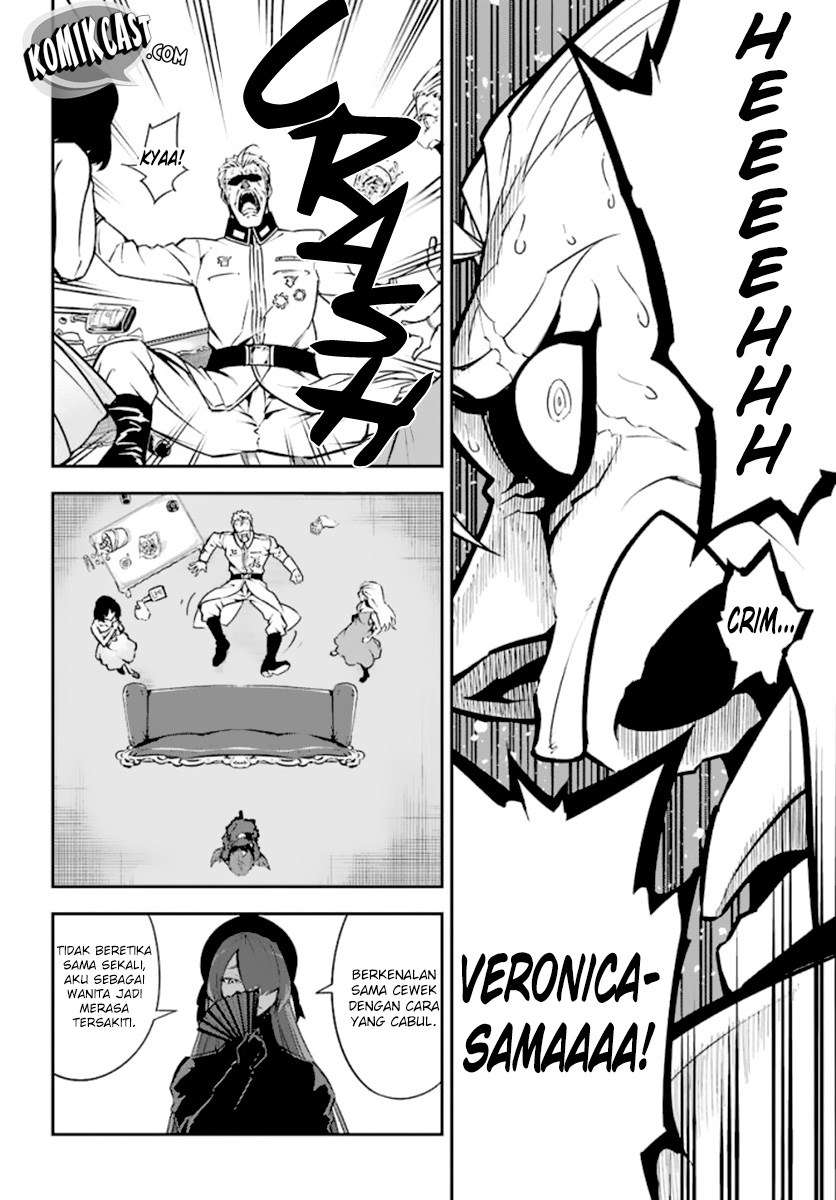 HEEEEHHH
CRIM...
VERONICA-
SAMAAAA!
KOMIKCAST
.COM
CRASH
KYAA!
BERKENALAN
SAMA CEWEK
DENGAN CARA
YANG CABUL.
TIDAK BERETIKA
SAMA SEKALI,
AKU SEBAGAI
WANITA JADI
MERASA
TERSAKITI.